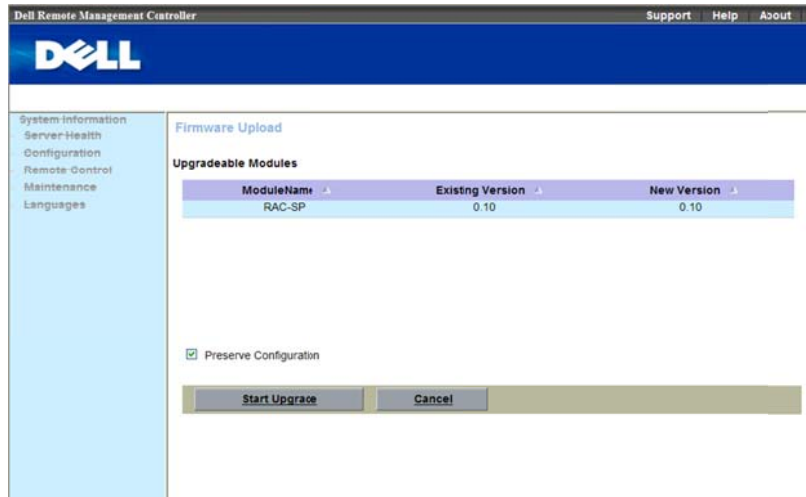 Dell Remote Management Controller
Support Help About
DELL
System Information
Server Health
Configuration
Remote Control
Maintenance
Languages
Firmware Upload
Upgradeable Modules
ModuleName Existing Version New Version
RAC-SP 0.10 0.10
Preserve Configuration
Start Upgrade Cancel